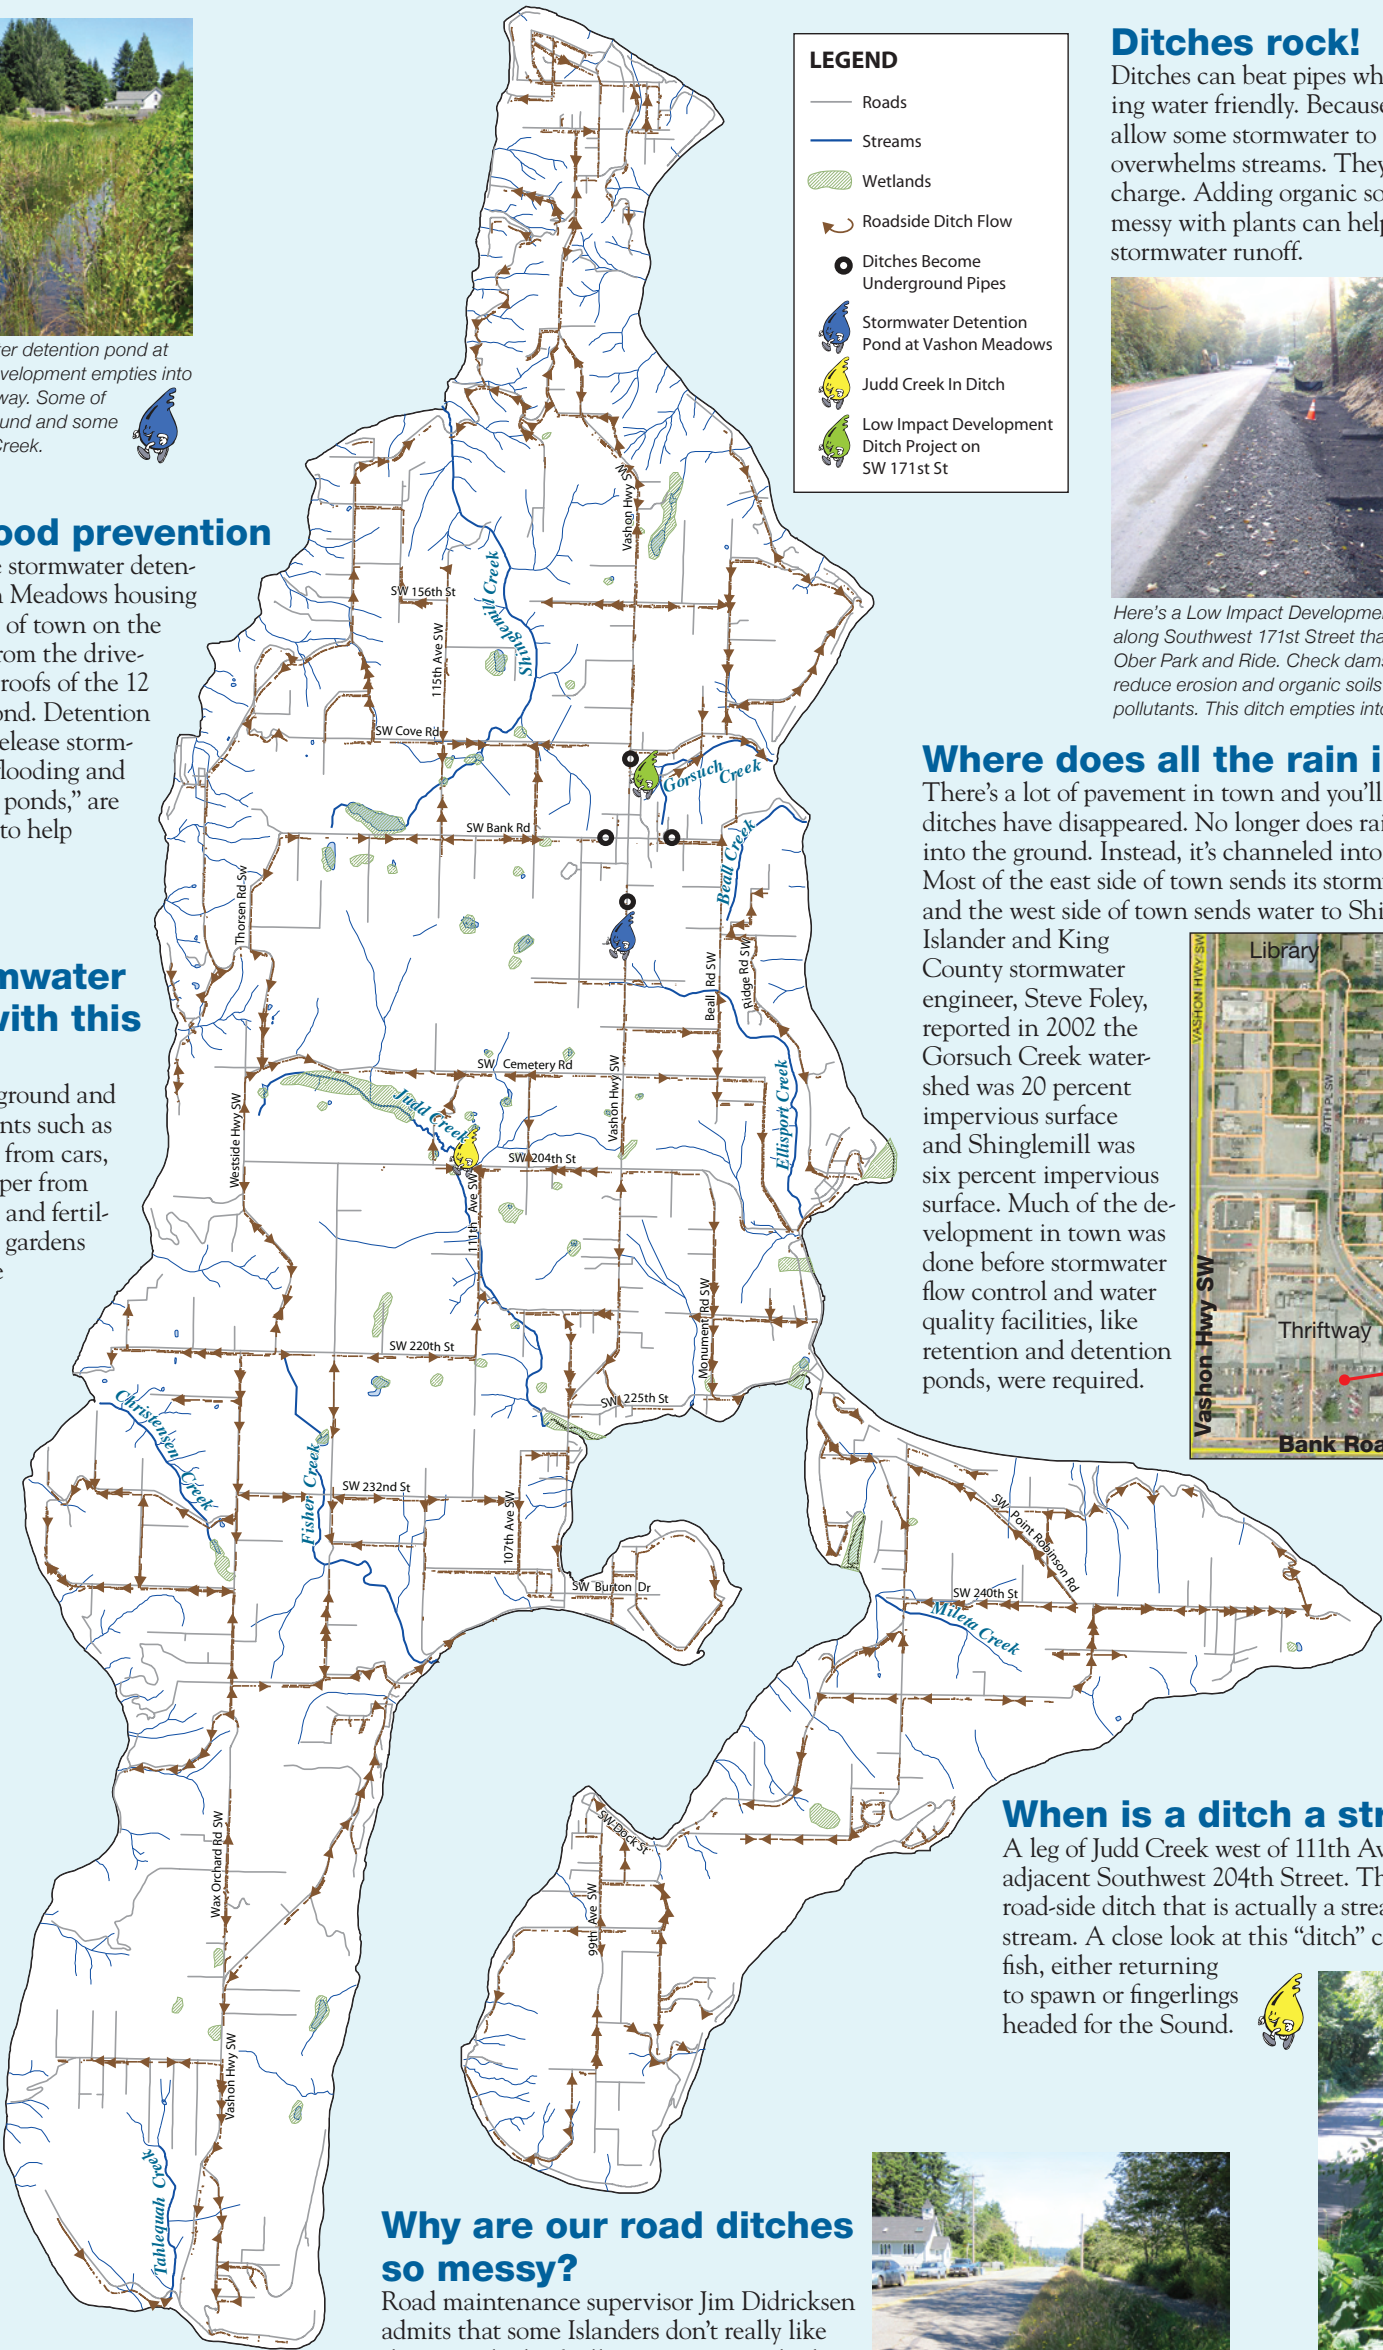 er detention pond at
velopment empties into
way. Some of
und and some
Creek.
ood prevention
e stormwater deten-
n Meadows housing
of town on the
rom the drive-
roofs of the 12
ond. Detention
elease storm-
looding and
ponds,” are
to help
mwater
with this
ground and
nts such as
from cars,
per from
and fertil-
gardens
e
LEGEND
Roads
Streams
Wetlands
Roadside Ditch Flow
Ditches Become
Underground Pipes
Stormwater Detention
Pond at Vashon Meadows
Judd Creek In Ditch
Low Impact Development
Ditch Project on
SW 171st St
Vashon Hwy SW
Shinglemill Creek
SW 156th St
115th Ave SW
SW Cove Rd
Gorsuch Creek
SW Bank Rd
Beall Creek
Thorsen Rd Sw
Beall Rd SW
Ridge Rd SW
SW Cemetery Rd
Vashon Hwy SW
Judd Creek
Ellisport Creek
Westside Hwy SW
SW 204th St
111th Ave SW
Monument Rd SW
SW 220th St
SW 225th St
Christensen Creek
Fisher Creek
SW 232nd St
107th Ave SW
SW Point Robinson Rd
SW Burton Dr
SW 240th St
Mileta Creek
Wax Orchard Rd SW
SW Dock St
99th Ave SW
Vashon Hwy SW
Tahlequah Creek
Ditches rock!
Ditches can beat pipes wh
ing water friendly. Because
allow some stormwater to
overwhelms streams. They
charge. Adding organic so
messy with plants can help
stormwater runoff.
Here’s a Low Impact Developme
along Southwest 171st Street tha
Ober Park and Ride. Check dam
reduce erosion and organic soils
pollutants. This ditch empties into
Where does all the rain i
There’s a lot of pavement in town and you’ll
ditches have disappeared. No longer does rai
into the ground. Instead, it’s channeled into
Most of the east side of town sends its storm
and the west side of town sends water to Shi
Islander and King
County stormwater
engineer, Steve Foley,
reported in 2002 the
Gorsuch Creek water-
shed was 20 percent
impervious surface
and Shinglemill was
six percent impervious
surface. Much of the de-
velopment in town was
done before stormwater
flow control and water
quality facilities, like
retention and detention
ponds, were required.
Library
VASHON HWY SW
97TH PL SW
Vashon Hwy SW
Thriftway
Bank Roa
When is a ditch a str
A leg of Judd Creek west of 111th Av
adjacent Southwest 204th Street. Th
road-side ditch that is actually a strea
stream. A close look at this “ditch” c
fish, either returning
to spawn or fingerlings
headed for the Sound.
Why are our road ditches
so messy?
Road maintenance supervisor Jim Didricksen
admits that some Islanders don’t really like